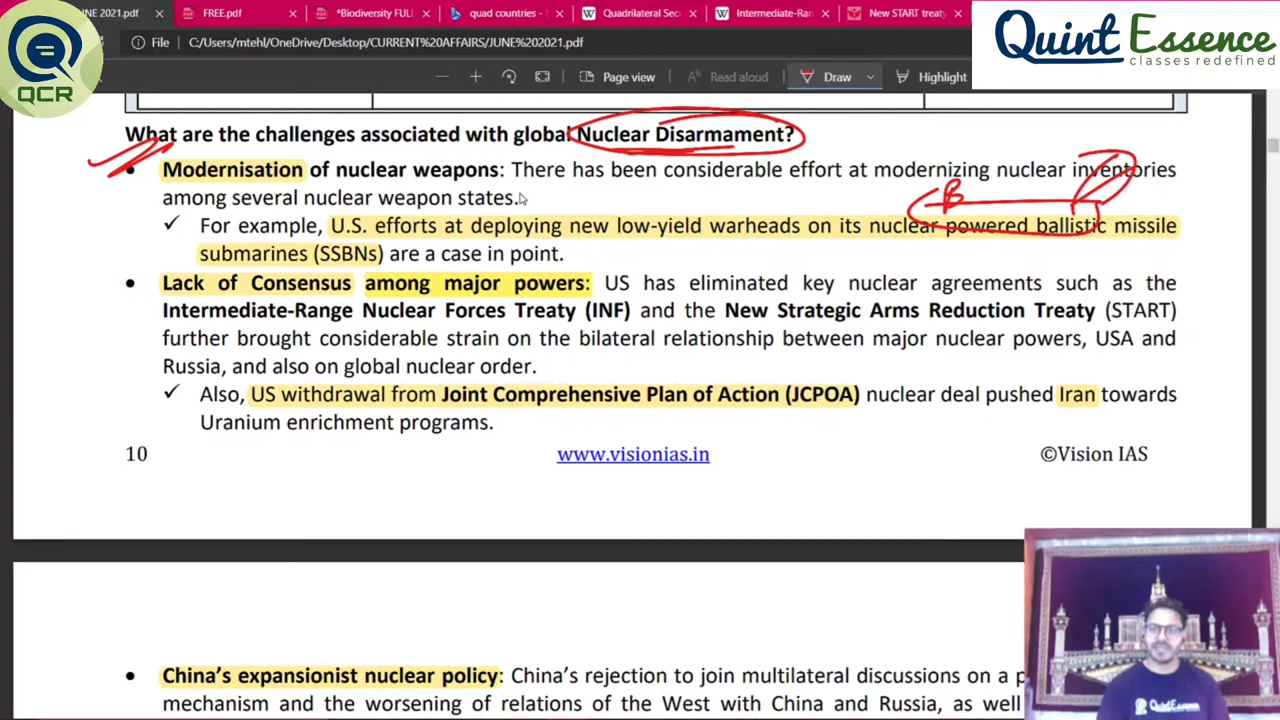 JUNE 2021.pdf
FREE.pdf
*Biodiversity FULL
quad countries -
Quadrilateral Sec
Intermediate-Ran
New START treaty
QCR
Quint Essence
classes redefined
File
C:/Users/mtehl/OneDrive/Desktop/CURRENT%20AFFAIRS/JUNE%202021.pdf
Page view
Read aloud
Draw
Highlight
What are the challenges associated with global Nuclear Disarmament?
• Modernisation of nuclear weapons: There has been considerable effort at modernizing nuclear inventories
among several nuclear weapon states.
B
✓ For example, U.S. efforts at deploying new low-yield warheads on its nuclear powered ballistic missile
submarines (SSBNs) are a case in point.
• Lack of Consensus among major powers: US has eliminated key nuclear agreements such as the
Intermediate-Range Nuclear Forces Treaty (INF) and the New Strategic Arms Reduction Treaty (START)
further brought considerable strain on the bilateral relationship between major nuclear powers, USA and
Russia, and also on global nuclear order.
✓ Also, US withdrawal from Joint Comprehensive Plan of Action (JCPOA) nuclear deal pushed Iran towards
Uranium enrichment programs.
10 www.visionias.in ©Vision IAS
• China's expansionist nuclear policy: China's rejection to join multilateral discussions on a p
mechanism and the worsening of relations of the West with China and Russia, as well
QuintEssence